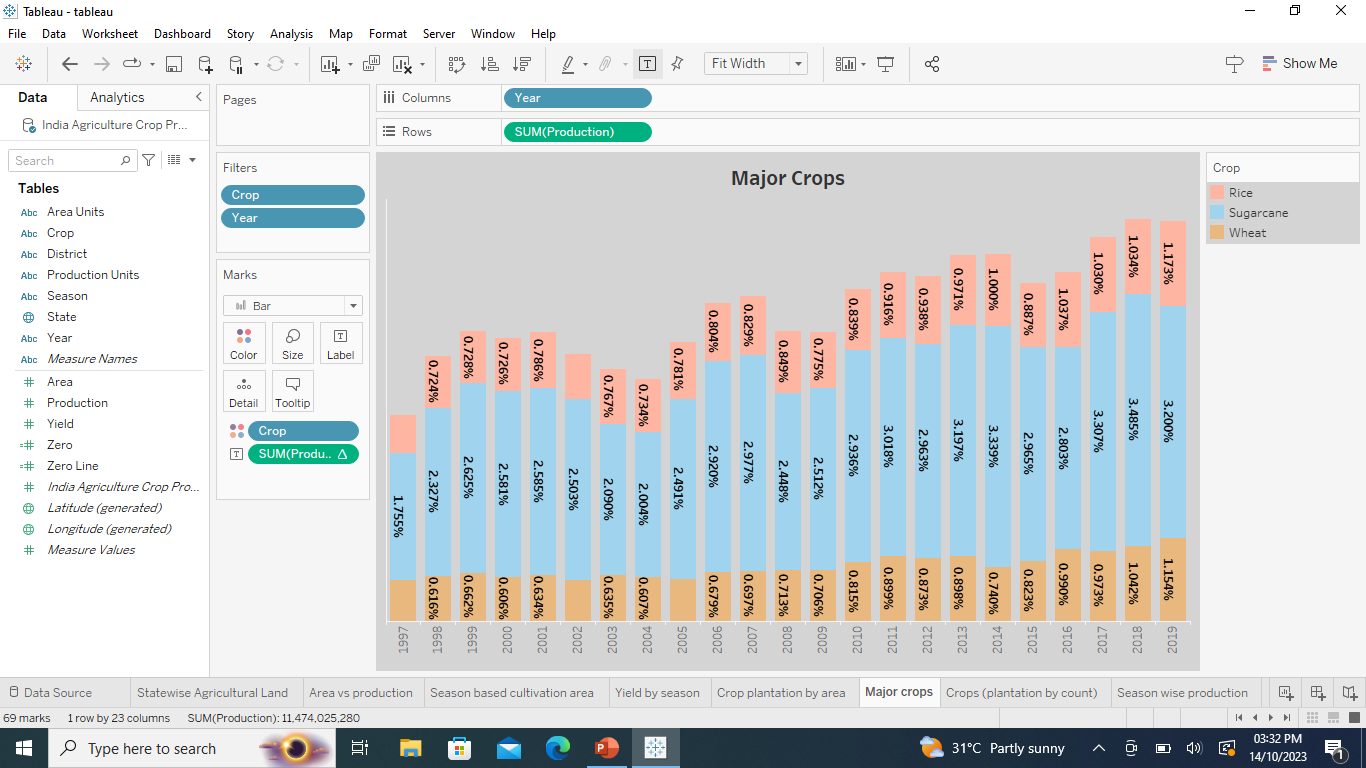 Tableau - tableau
File Data Worksheet Dashboard Story Analysis Map Format Server Window Help
Fit Width
Show Me
Data Analytics
India Agriculture Crop Pr...
Search
Tables
Abc Area Units
Abc Crop
Abc District
Abc Production Units
Abc Season
State
Abc Year
Abc Measure Names
Area
Production
Yield
Zero
Zero Line
India Agriculture Crop Pro...
Latitude (generated)
Longitude (generated)
Measure Values
Pages
Filters
Crop
Year
Marks
Bar
Color Size Label
Detail Tooltip
Crop
SUM(Produ..
Columns Year
Rows SUM(Production)
Major Crops
0.724% 0.728% 0.726% 0.786% 0.767% 0.734% 0.781% 0.804% 0.829% 0.849% 0.775% 0.839% 0.916% 0.938% 0.971% 1.000% 0.887% 1.037% 1.030% 1.034% 1.173%
1.755% 2.327% 2.625% 2.581% 2.585% 2.503% 2.090% 2.004% 2.491% 2.920% 2.977% 2.448% 2.512% 2.936% 3.018% 2.963% 3.197% 3.339% 2.965% 2.803% 3.307% 3.485% 3.200%
0.616% 0.662% 0.606% 0.634% 0.635% 0.607% 0.679% 0.697% 0.713% 0.706% 0.815% 0.899% 0.873% 0.898% 0.740% 0.823% 0.990% 0.973% 1.042% 1.154%
1997 1998 1999 2000 2001 2002 2003 2004 2005 2006 2007 2008 2009 2010 2011 2012 2013 2014 2015 2016 2017 2018 2019
Crop
Rice
Sugarcane
Wheat
Data Source Statewise Agricultural Land Area vs production Season based cultivation area Yield by season Crop plantation by area Major crops Crops (plantation by count) Season wise production
69 marks 1 row by 23 columns SUM(Production): 11,474,025,280
Type here to search
31°C Partly sunny
03:32 PM
14/10/2023
1